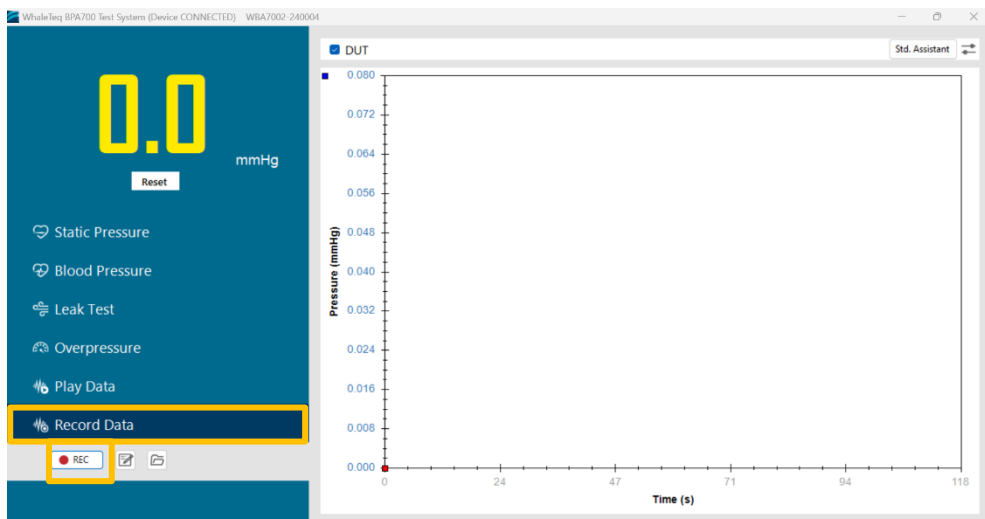 WhaleTeq BPA700 Test System (Device CONNECTED) WBA7002-240004
0.0
mmHg
Reset
Static Pressure
Blood Pressure
Leak Test
Overpressure
Play Data
Record Data
REC
DUT
Std. Assistant
Pressure (mmHg)
0.080
0.072
0.064
0.056
0.048
0.040
0.032
0.024
0.016
0.008
0.000
0 24 47 71 94 118
Time (s)